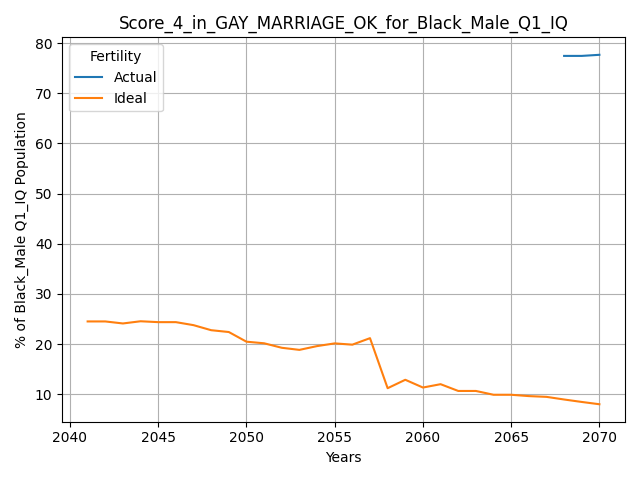 Score_4_in_GAY_MARRIAGE_OK_for_Black_Male_Q1_IQ
Fertility
Actual
Ideal
% of Black_Male Q1_IQ Population
80
70
60
50
40
30
20
10
2040 2045 2050 2055 2060 2065 2070
Years